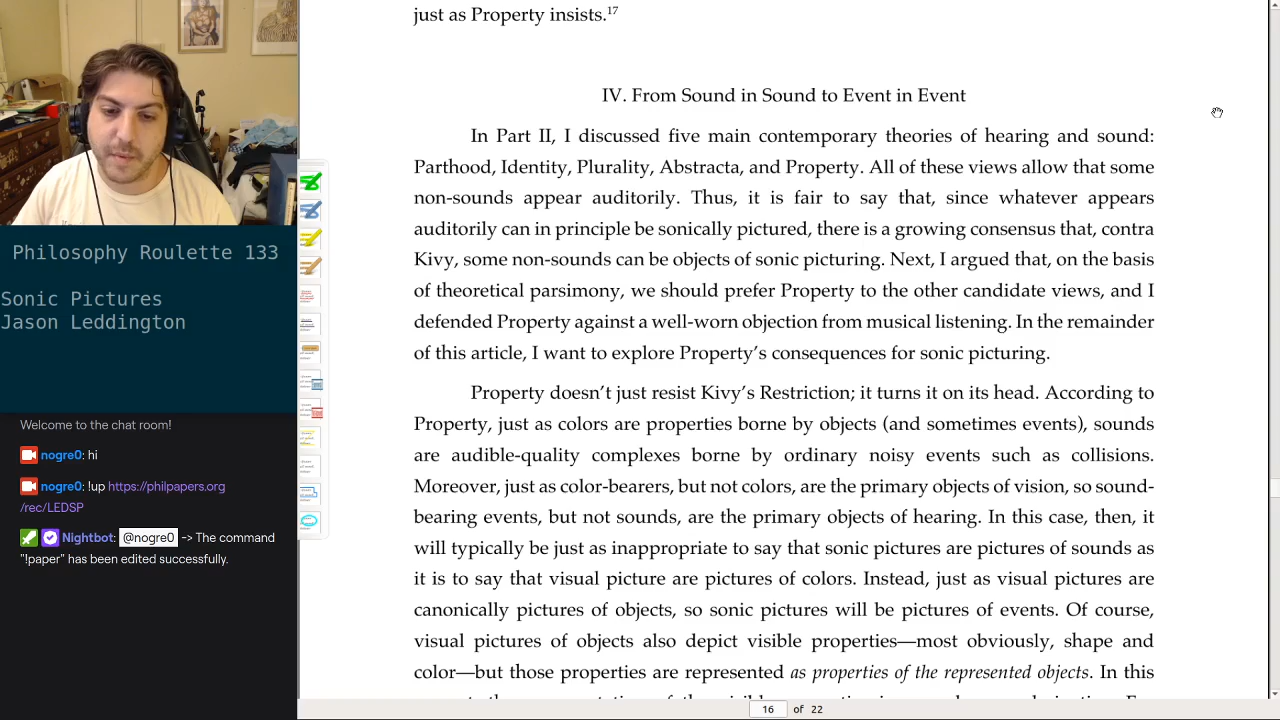 just as Property insists.17
IV. From Sound in Sound to Event in Event
In Part II, I discussed five main contemporary theories of hearing and sound:
Parthood, Identity, Plurality, Abstracta, and Property. All of these views allow that some
non-sounds appear auditorily. Thus, it is fair to say that, since whatever appears
auditorily can in principle be sonically pictured, there is a growing consensus that, contra
Kivy, some non-sounds can be objects of sonic picturing. Next, I argued that, on the basis
of theoretical parsimony, we should prefer Property to the other candidate views, and I
defended Property against a well-worn objection from musical listening. In the remainder
of this article, I want to explore Property's consequences for sonic picturing.
Property doesn't just resist Kivy's Restriction; it turns it on its head. According to
Property, just as colors are properties borne by objects (and sometimes events), sounds
are audible-quality complexes borne by ordinary noisy events such as collisions.
Moreover, just as color-bearers, but not colors, are the primary objects of vision, so sound-
bearing events, but not sounds, are the primary objects of hearing. In this case, then, it
will typically be just as inappropriate to say that sonic pictures are pictures of sounds as
it is to say that visual picture are pictures of colors. Instead, just as visual pictures are
canonically pictures of objects, so sonic pictures will be pictures of events. Of course,
visual pictures of objects also depict visible properties—most obviously, shape and
color—but those properties are represented as properties of the represented objects. In this
16 of 22
Philosophy Roulette 133
Sonic Pictures
Jason Leddington
Welcome to the chat room!
nogre0: hi
nogre0: !up https://philpapers.org
/rec/LEDSP
Nightbot: @nogre0 -> The command
"!paper" has been edited successfully.